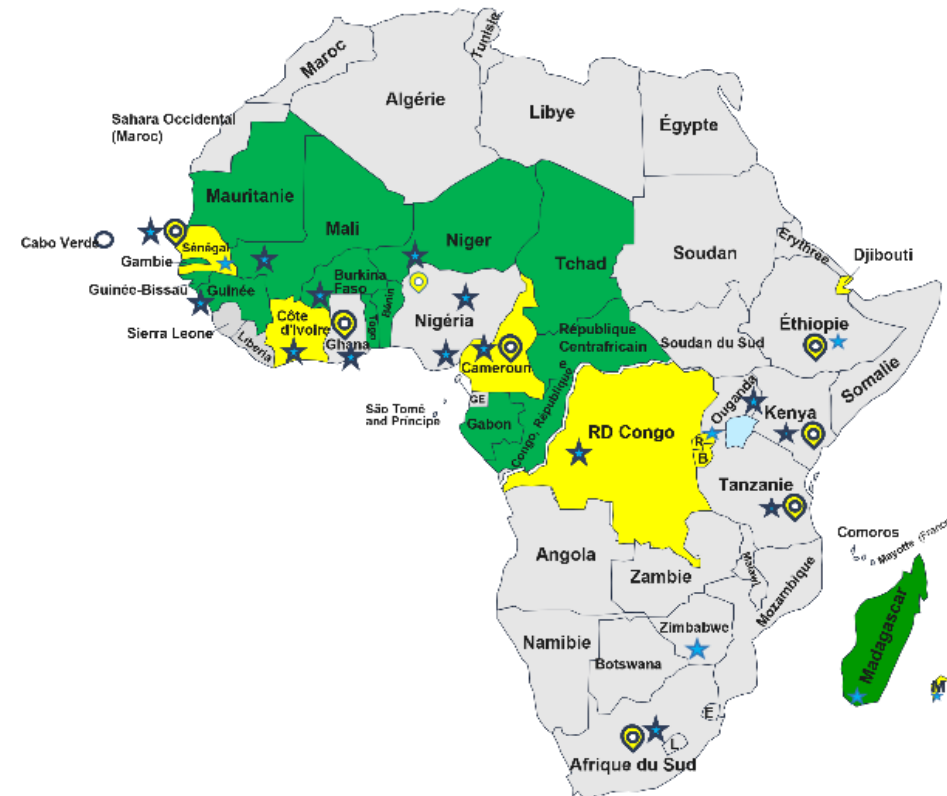 Maroc
Tunisie
Algérie
Libye
Égypte
Sahara Occidental
(Maroc)
Mauritanie
Mali
Niger
Tchad
Soudan
Erythree
Djibouti
Cabo Verde
Sénégal
Gambie
Guinée-Bissau
Guinée
Sierra Leone
Liberia
Côte
d'Ivoire
Burkina
Faso
Ghana
Togo
Bénin
Nigéria
Cameroun
République
Centrafricain
Soudan du Sud
Éthiopie
Somalie
São Tomé
and Príncipe
GE
Gabon
Congo, République
RD Congo
Ouganda
Kenya
R
B
Tanzanie
Comoros
Mayotte (France
Angola
Zambie
Malawi
Mozambique
Madagascar
M
Namibie
Zimbabwe
Botswana
E
L
Afrique du Sud